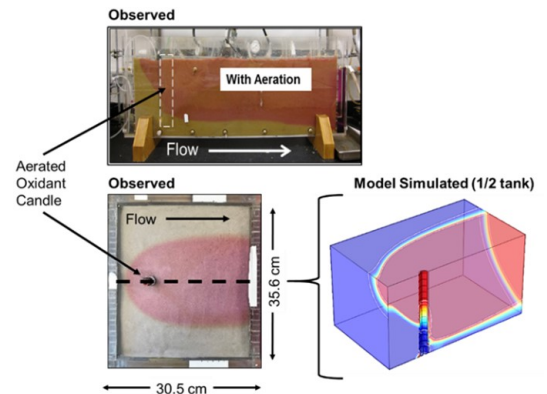 Observed
With Aeration
Flow
Aerated
Oxidant
Candle
Observed
Model Simulated (1/2 tank)
Flow
35.6 cm
30.5 cm